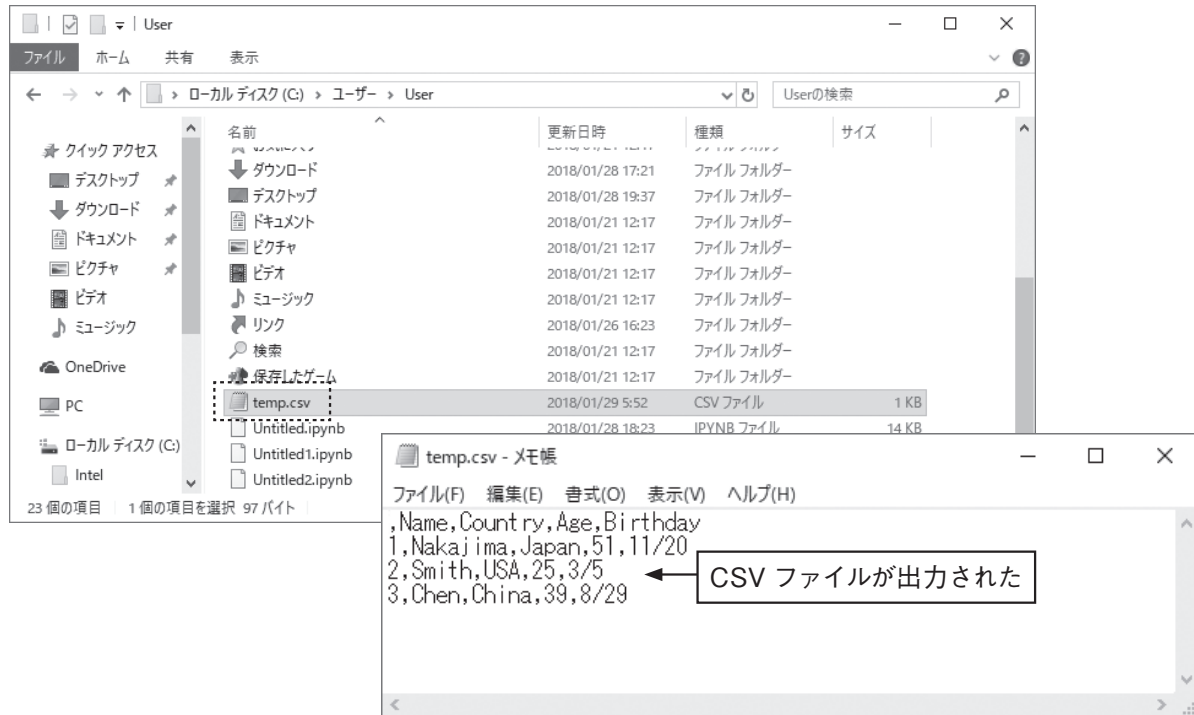 User
ファイル ホーム 共有 表示
ローカル ディスク (C:) › ユーザー › User
Userの検索
名前 更新日時 種類 サイズ
クイック アクセス
デスクトップ
ダウンロード
ドキュメント
ピクチャ
ビデオ
ミュージック
OneDrive
PC
ローカル ディスク (C:)
Intel
ダウンロード 2018/01/28 17:21 ファイル フォルダー
デスクトップ 2018/01/28 19:37 ファイル フォルダー
ドキュメント 2018/01/21 12:17 ファイル フォルダー
ピクチャ 2018/01/21 12:17 ファイル フォルダー
ビデオ 2018/01/21 12:17 ファイル フォルダー
ミュージック 2018/01/21 12:17 ファイル フォルダー
リンク 2018/01/26 16:23 ファイル フォルダー
検索 2018/01/21 12:17 ファイル フォルダー
保存したゲーム 2018/01/21 12:17 ファイル フォルダー
temp.csv 2018/01/29 5:52 CSV ファイル 1 KB
Untitled.ipynb 2018/01/28 18:23 IPYNB ファイル 14 KB
Untitled1.ipynb
Untitled2.ipynb
23 個の項目 1 個の項目を選択 97 バイト
temp.csv - メモ帳
ファイル(F) 編集(E) 書式(O) 表示(V) ヘルプ(H)
,Name,Country,Age,Birthday
1,Nakajima,Japan,51,11/20
2,Smith,USA,25,3/5
3,Chen,China,39,8/29
CSV ファイルが出力された